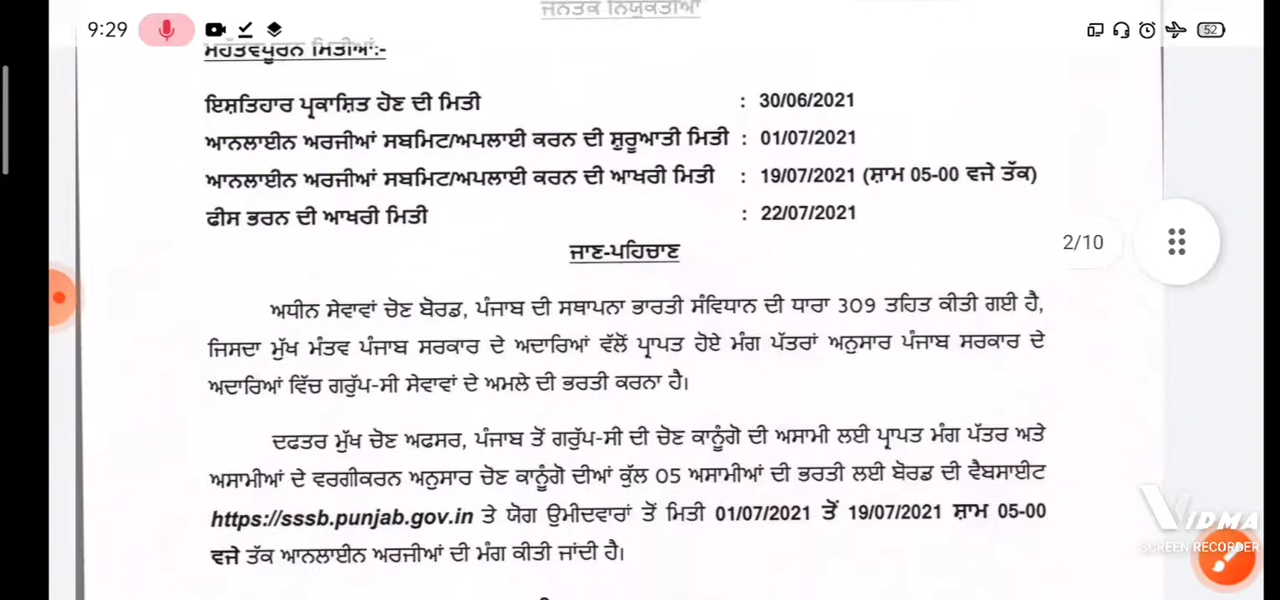 ਜਨਤਕ ਨਿਯੁਕਤੀਆਂ
9:29
52
ਮਹੱਤਵਪੂਰਨ ਮਿਤੀਆਂ:-
ਇਸ਼ਤਿਹਾਰ ਪ੍ਰਕਾਸ਼ਿਤ ਹੋਣ ਦੀ ਮਿਤੀ : 30/06/2021
ਆਨਲਾਈਨ ਅਰਜੀਆਂ ਸਬਮਿਟ/ਅਪਲਾਈ ਕਰਨ ਦੀ ਸ਼ੁਰੂਆਤੀ ਮਿਤੀ : 01/07/2021
ਆਨਲਾਈਨ ਅਰਜੀਆਂ ਸਬਮਿਟ/ਅਪਲਾਈ ਕਰਨ ਦੀ ਆਖਰੀ ਮਿਤੀ : 19/07/2021 (ਸ਼ਾਮ 05-00 ਵਜੇ ਤੱਕ)
ਫੀਸ ਭਰਨ ਦੀ ਆਖਰੀ ਮਿਤੀ : 22/07/2021
2/10
ਜਾਣ-ਪਹਿਚਾਣ
ਅਧੀਨ ਸੇਵਾਵਾਂ ਚੋਣ ਬੋਰਡ, ਪੰਜਾਬ ਦੀ ਸਥਾਪਨਾ ਭਾਰਤੀ ਸੰਵਿਧਾਨ ਦੀ ਧਾਰਾ 309 ਤਹਿਤ ਕੀਤੀ ਗਈ ਹੈ,
ਜਿਸਦਾ ਮੁੱਖ ਮੰਤਵ ਪੰਜਾਬ ਸਰਕਾਰ ਦੇ ਅਦਾਰਿਆਂ ਵੱਲੋਂ ਪ੍ਰਾਪਤ ਹੋਏ ਮੰਗ ਪੱਤਰਾਂ ਅਨੁਸਾਰ ਪੰਜਾਬ ਸਰਕਾਰ ਦੇ
ਅਦਾਰਿਆਂ ਵਿੱਚ ਗਰੁੱਪ-ਸੀ ਸੇਵਾਵਾਂ ਦੇ ਅਮਲੇ ਦੀ ਭਰਤੀ ਕਰਨਾ ਹੈ।
ਦਫਤਰ ਮੁੱਖ ਚੋਣ ਅਫਸਰ, ਪੰਜਾਬ ਤੋਂ ਗਰੁੱਪ-ਸੀ ਦੀ ਚੋਣ ਕਾਨੂੰਗੋ ਦੀ ਅਸਾਮੀ ਲਈ ਪ੍ਰਾਪਤ ਮੰਗ ਪੱਤਰ ਅਤੇ
ਅਸਾਮੀਆਂ ਦੇ ਵਰਗੀਕਰਨ ਅਨੁਸਾਰ ਚੋਣ ਕਾਨੂੰਗੋ ਦੀਆਂ ਕੁੱਲ 05 ਅਸਾਮੀਆਂ ਦੀ ਭਰਤੀ ਲਈ ਬੋਰਡ ਦੀ ਵੈਬਸਾਈਟ
https://sssb.punjab.gov.in ਤੇ ਯੋਗ ਉਮੀਦਵਾਰਾਂ ਤੋਂ ਮਿਤੀ 01/07/2021 ਤੋਂ 19/07/2021 ਸ਼ਾਮ 05-00
ਵਜੇ ਤੱਕ ਆਨਲਾਈਨ ਅਰਜੀਆਂ ਦੀ ਮੰਗ ਕੀਤੀ ਜਾਂਦੀ ਹੈ।
VIDMA
SCREEN RECORDER